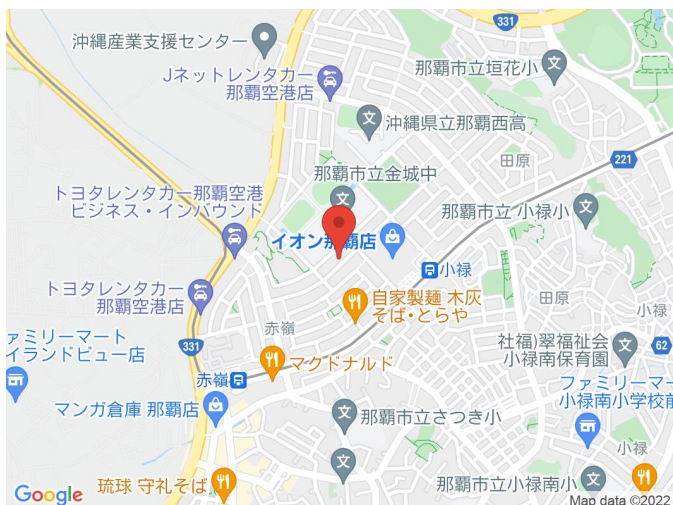 331
沖縄産業支援センター
那覇市立垣花小
Jネットレンタカー
那覇空港店
沖縄県立那覇西高
田原
221
那覇市立金城中
トヨタレンタカー那覇空港
ビジネス・インバウンド
那覇市立 小禄小
イオン那覇店
小禄
トヨタレンタカー
那覇空港店
自家製麺 木灰
そば・とらや
田原
小禄
赤嶺
ァミリーマート
イランドビュー店
331
社福)翠福祉会
小禄南保育園
62
マクドナルド
赤嶺
ファミリーマー
小禄南小学校前
マンガ倉庫 那覇店
那覇市立さつき小
小禄
琉球 守礼そば
那覇市立小禄南小
Google
Map data ©2022